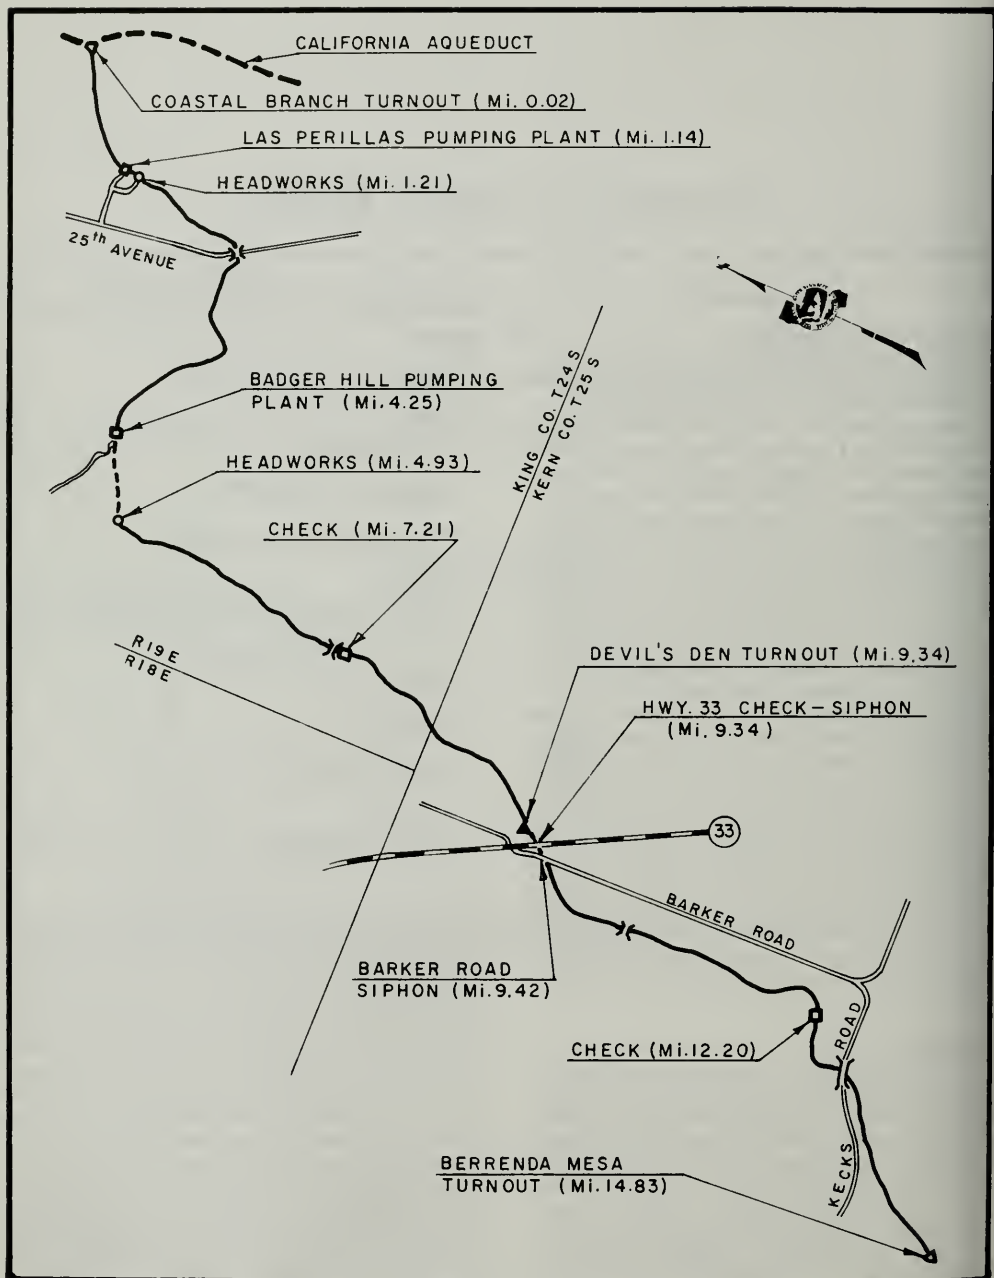 CALIFORNIA AQUEDUCT
COASTAL BRANCH TURNOUT (Mi. 0.02)
LAS PERILLAS PUMPING PLANT (Mi. 1.14)
HEADWORKS (Mi. 1.21)
25th AVENUE
BADGER HILL PUMPING
PLANT (Mi. 4.25)
KING CO. T24 S
KERN CO. T25 S
HEADWORKS (Mi. 4.93)
CHECK (Mi. 7.21)
R19E
R18E
DEVIL'S DEN TURNOUT (Mi. 9.34)
HWY. 33 CHECK-SIPHON
(Mi. 9.34)
33
BARKER ROAD
BARKER ROAD
SIPHON (Mi. 9.42)
CHECK (Mi. 12.20)
KECKS ROAD
BERRENDA MESA
TURNOUT (Mi. 14.83)